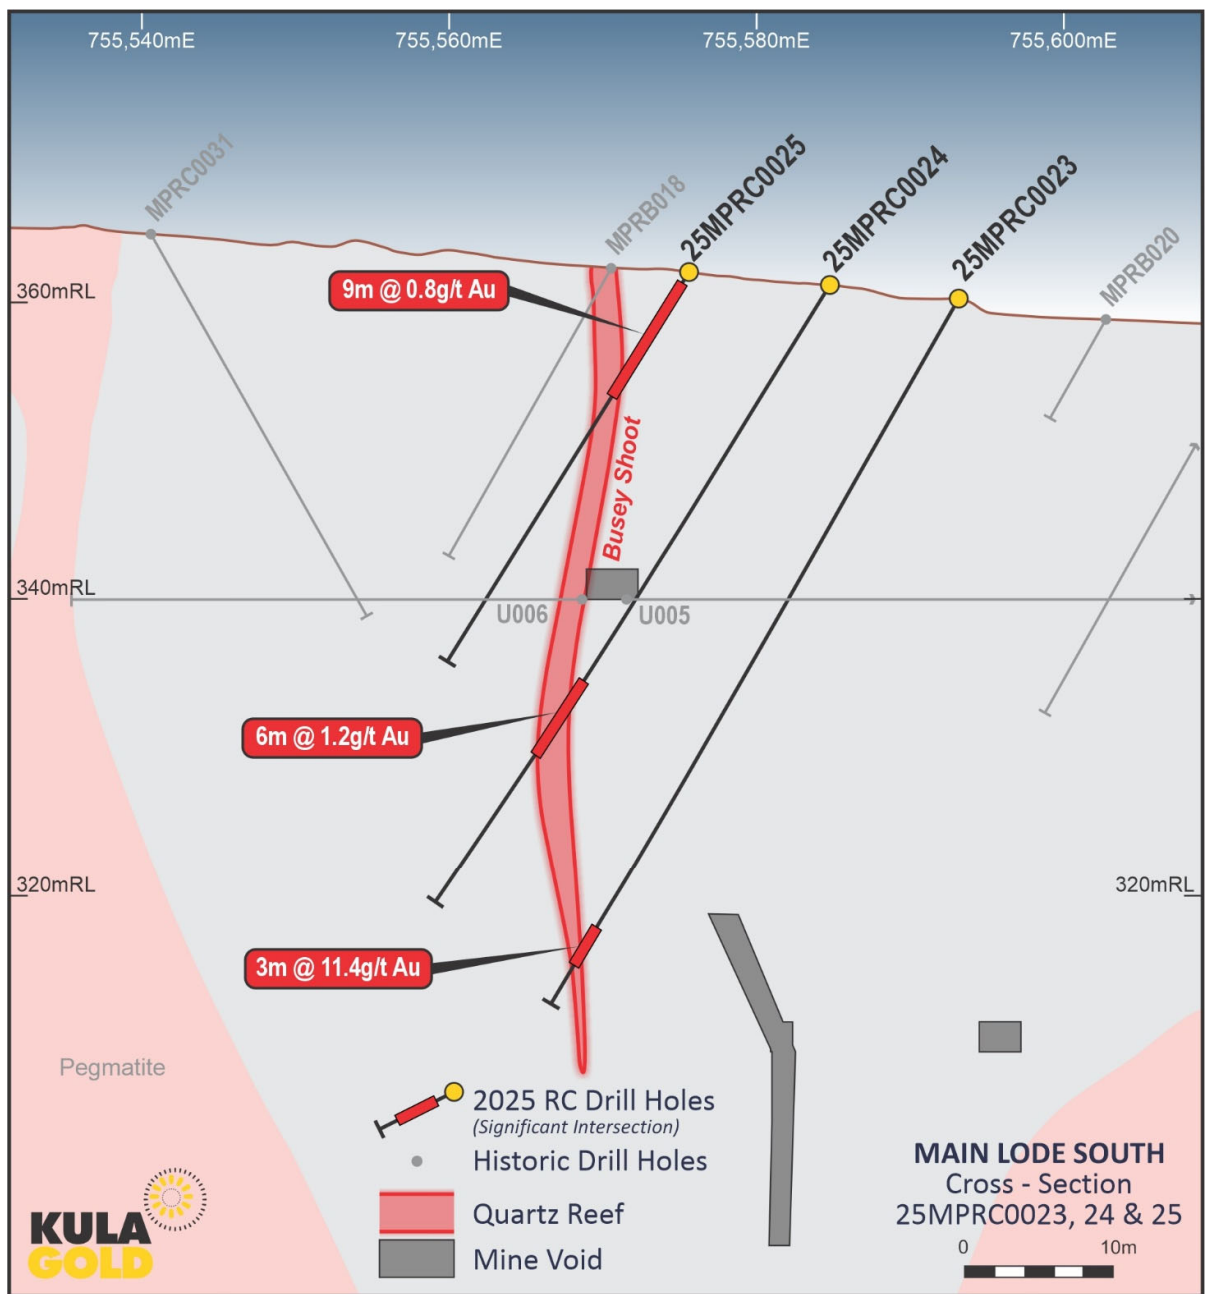 755,540mE
755,560mE
755,580mE
755,600mE
MPRC0031
MPRB018
25MPRC0025
25MPRC0024
25MPRC0023
MPRB020
9m @ 0.8g/t Au
360mRL
Busey Shoot
340mRL
U006
U005
6m @ 1.2g/t Au
320mRL
320mRL
3m @ 11.4g/t Au
Pegmatite
2025 RC Drill Holes
(Significant Intersection)
Historic Drill Holes
Quartz Reef
Mine Void
MAIN LODE SOUTH
Cross - Section
25MPRC0023, 24 & 25
0 10m
KULA
GOLD